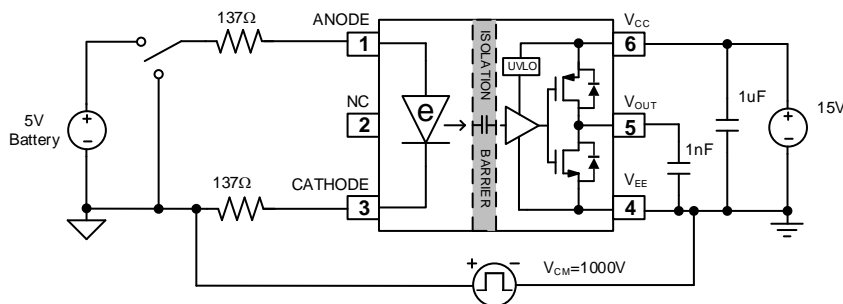 137Ω
ANODE
1
ISOLATION
BARRIER
VCC
6
UVLO
NC
2
e
VOUT
5
1uF
15V
5V
Battery
1nF
137Ω
CATHODE
3
VEE
4
VCM=1000V